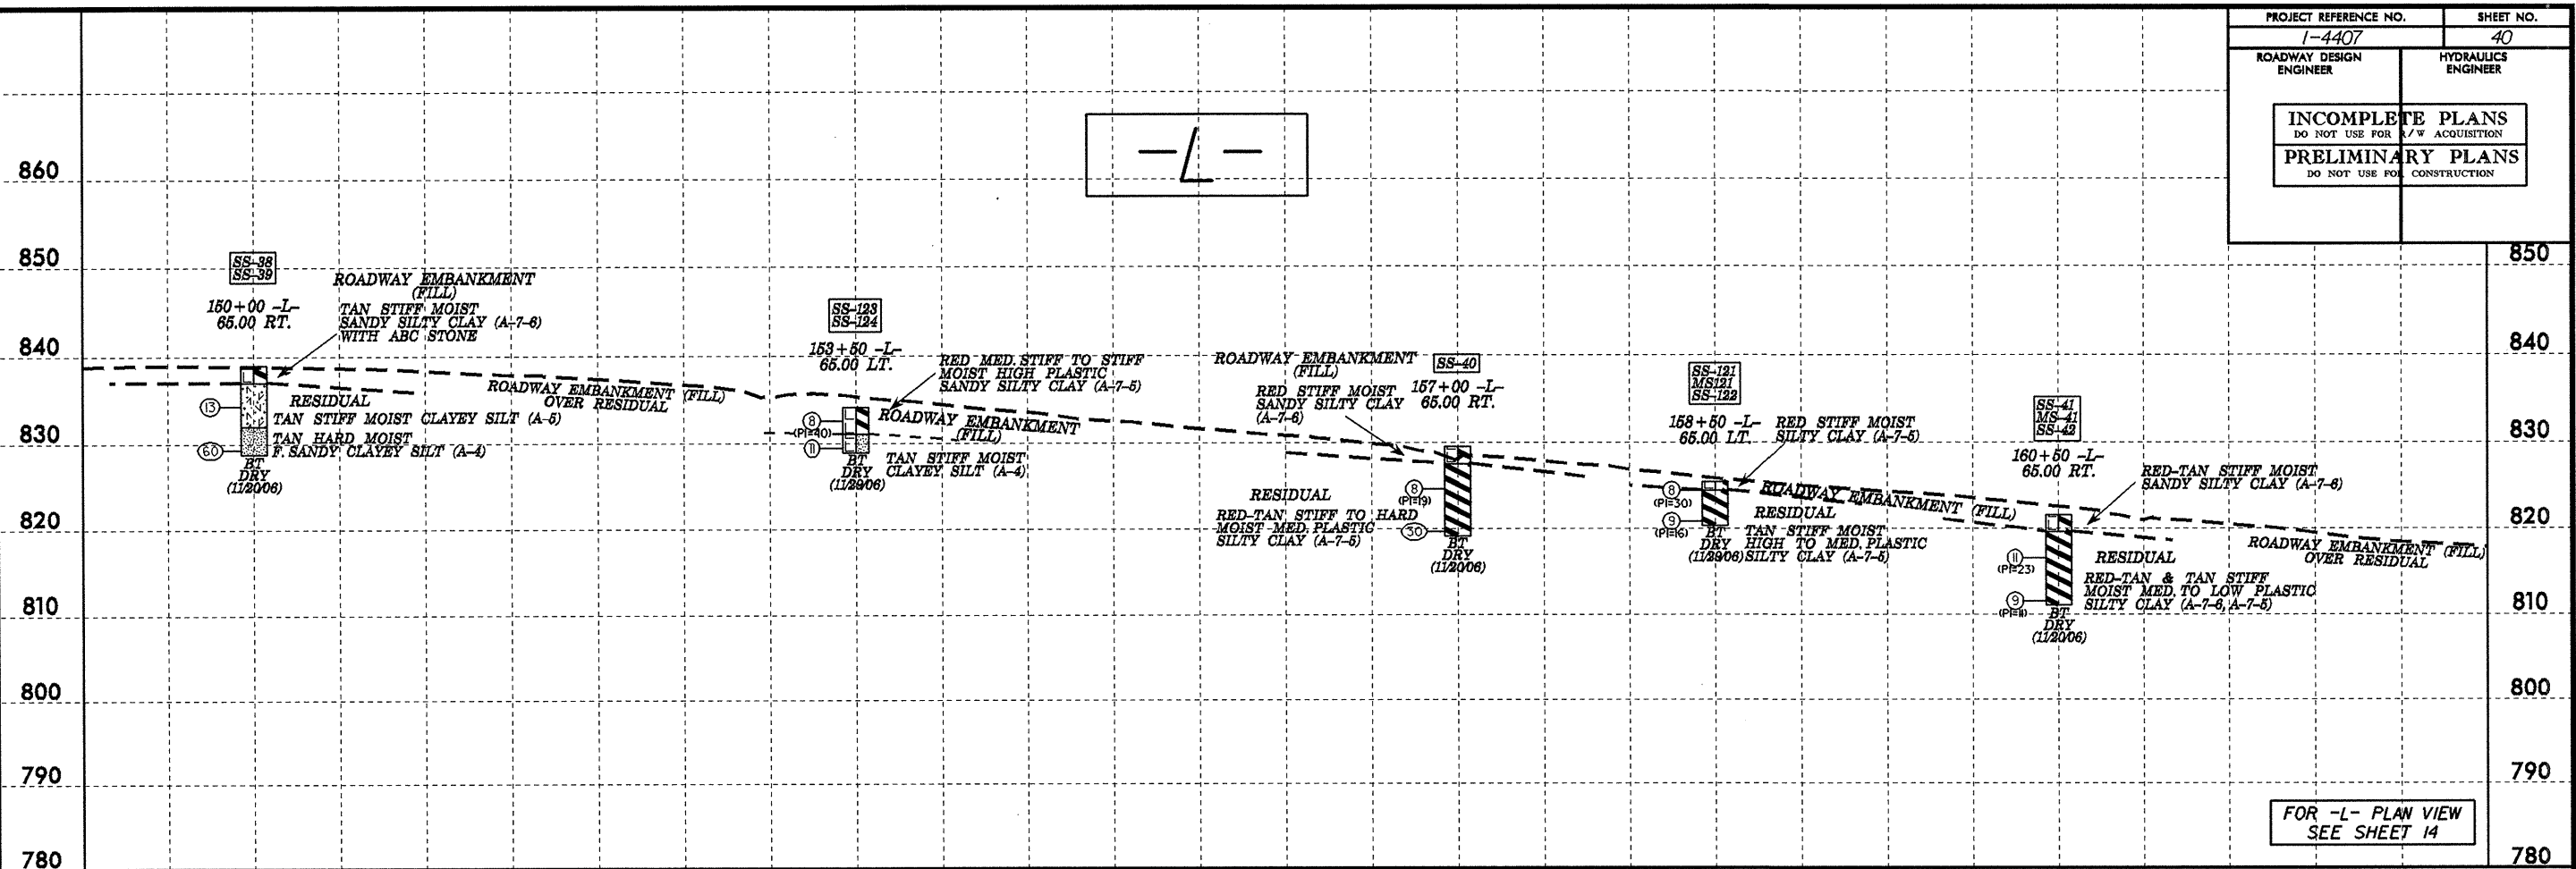 PROJECT REFERENCE NO.
SHEET NO.
I-4407
40
ROADWAY DESIGN
ENGINEER
HYDRAULICS
ENGINEER
INCOMPLETE PLANS
DO NOT USE FOR R/W ACQUISITION
PRELIMINARY PLANS
DO NOT USE FOR CONSTRUCTION
-L-
860
850
840
830
820
810
800
790
780
SS-38
SS-39
150+00 -L-
65.00 RT.
ROADWAY EMBANKMENT
(FILL)
TAN STIFF MOIST
SANDY SILTY CLAY (A-7-6)
WITH ABC STONE
13
60
RESIDUAL
TAN STIFF MOIST CLAYEY SILT (A-5)
TAN HARD MOIST
F. SANDY CLAYEY SILT (A-4)
BT
DRY
(11/20/06)
ROADWAY EMBANKMENT (FILL)
OVER RESIDUAL
SS-123
SS-124
153+50 -L-
65.00 LT.
RED MED. STIFF TO STIFF
MOIST HIGH PLASTIC
SANDY SILTY CLAY (A-7-5)
8
(PI=40)
11
ROADWAY EMBANKMENT
(FILL)
TAN STIFF MOIST
CLAYEY SILT (A-4)
BT
DRY
(11/29/06)
ROADWAY EMBANKMENT
(FILL)
RED STIFF MOIST
SANDY SILTY CLAY
(A-7-6)
SS-40
157+00 -L-
65.00 RT.
8
(PI=19)
30
RESIDUAL
RED-TAN STIFF TO HARD
MOIST MED. PLASTIC
SILTY CLAY (A-7-5)
BT
DRY
(11/20/06)
SS-121
MS121
SS-122
158+50 -L-
65.00 LT.
RED STIFF MOIST
SILTY CLAY (A-7-5)
8
(PI=30)
9
(PI=16)
ROADWAY EMBANKMENT (FILL)
RESIDUAL
TAN STIFF MOIST
HIGH TO MED. PLASTIC
SILTY CLAY (A-7-5)
BT
DRY
(11/29/06)
SS-41
MS-41
SS-42
160+50 -L-
65.00 RT.
RED-TAN STIFF MOIST
SANDY SILTY CLAY (A-7-6)
11
(PI=23)
9
(PI=11)
RESIDUAL
RED-TAN & TAN STIFF
MOIST MED. TO LOW PLASTIC
SILTY CLAY (A-7-6, A-7-5)
BT
DRY
(11/20/06)
ROADWAY EMBANKMENT (FILL)
OVER RESIDUAL
850
840
830
820
810
800
790
780
FOR -L- PLAN VIEW
SEE SHEET 14